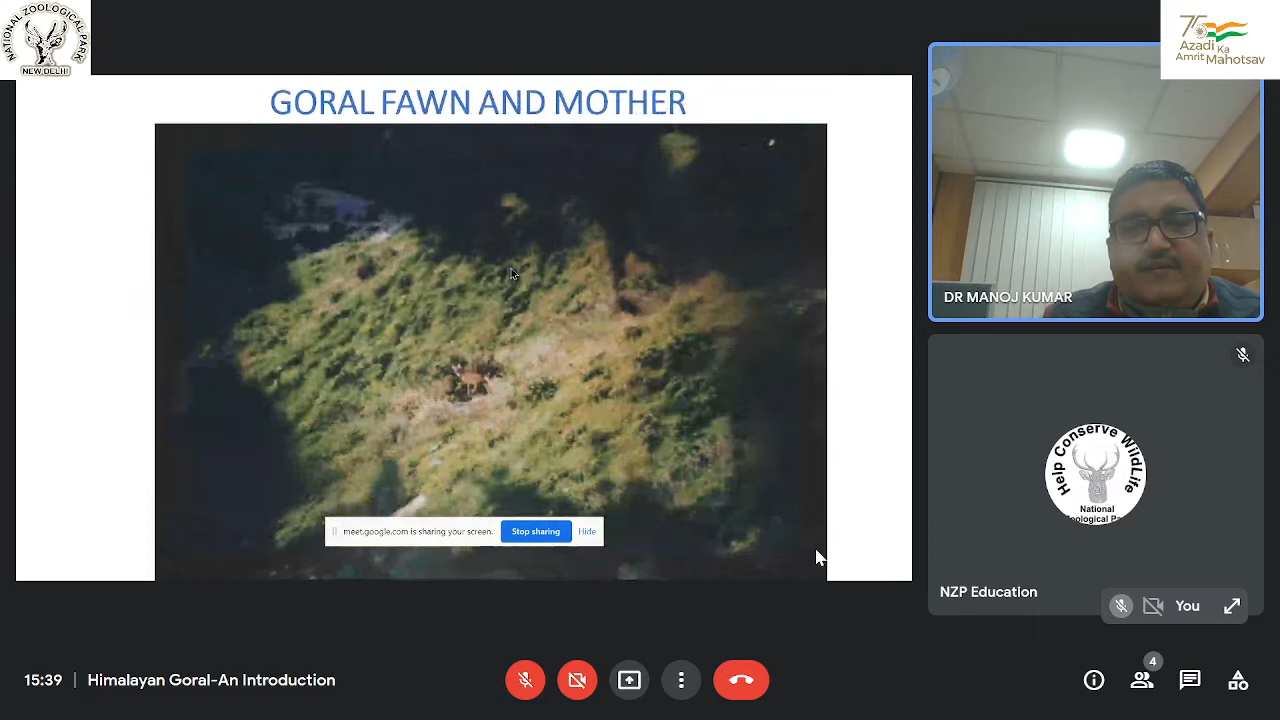 NATIONAL ZOOLOGICAL PARK
NEW DELHI
75
Azadi Ka
Amrit Mahotsav
GORAL FAWN AND MOTHER
meet.google.com is sharing your screen.
Stop sharing
Hide
DR MANOJ KUMAR
Help Conserve WildLife
National
NZP Education
You
15:39 | Himalayan Goral-An Introduction
4